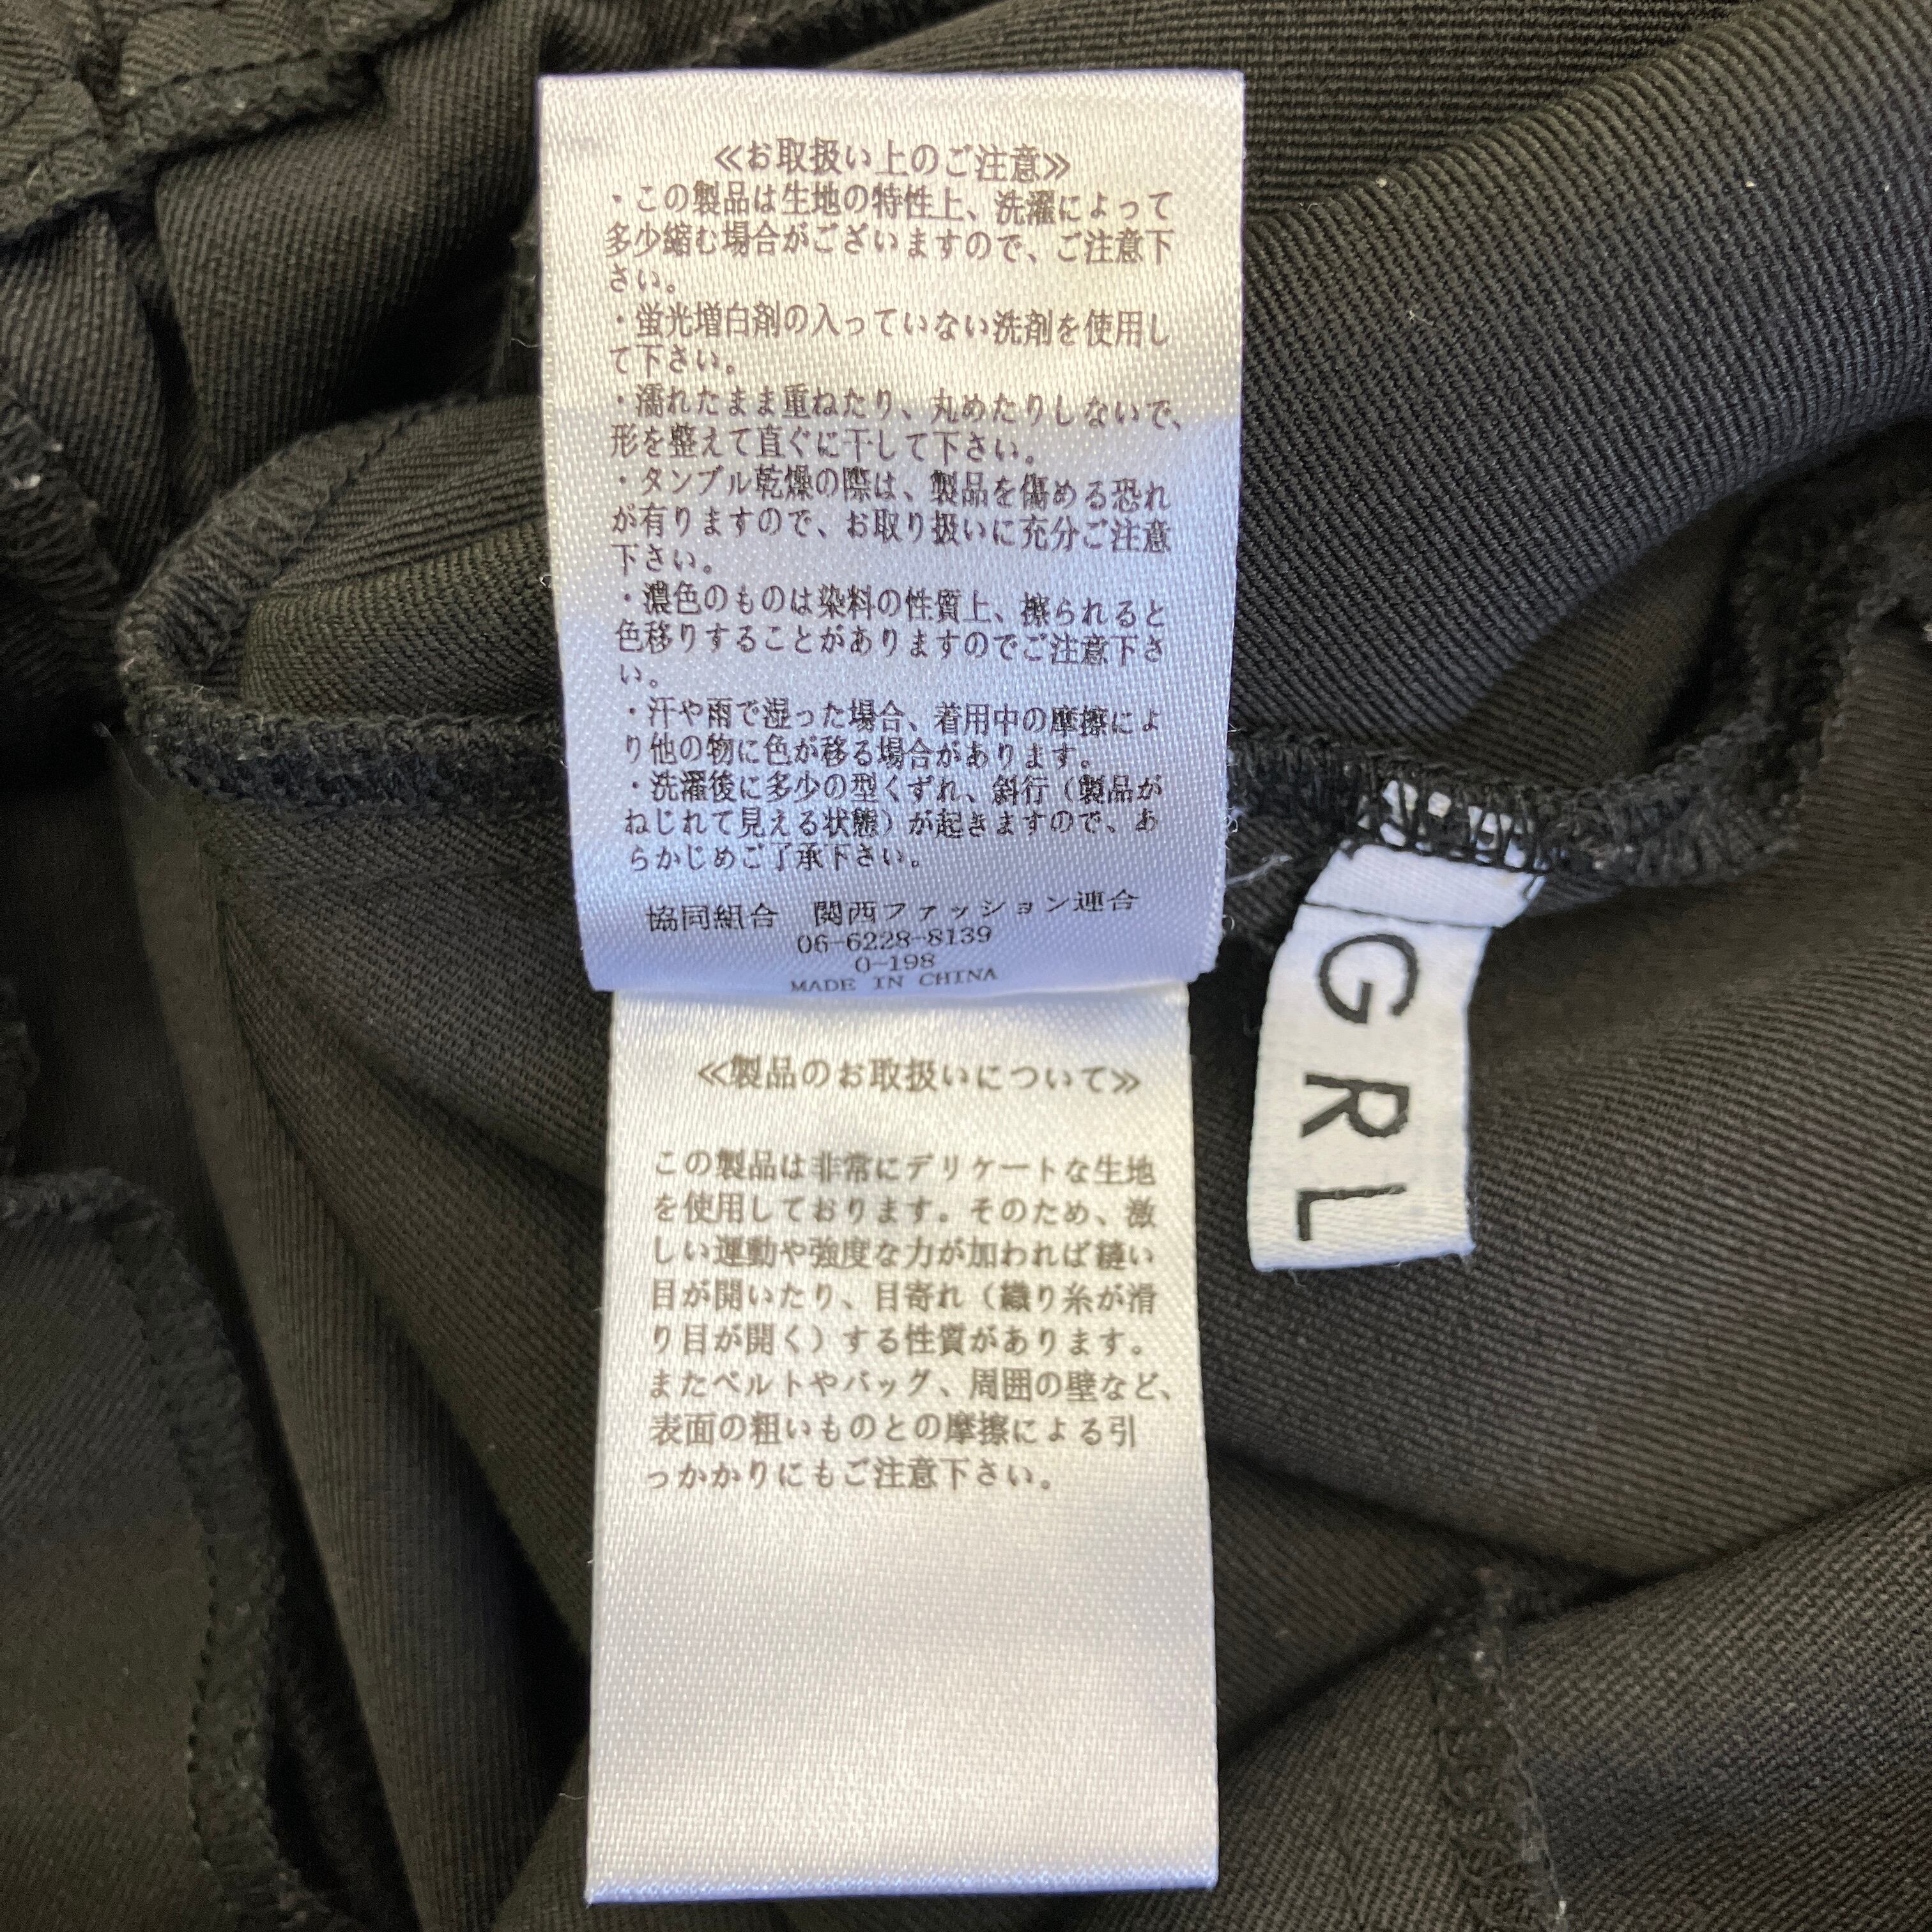 ≪お取扱い上のご注意≫
・この製品は生地の特性上、洗濯によって
多少縮む場合がございますので、ご注意下
さい。
・蛍光増白剤の入っていない洗剤を使用し
て下さい。
・濡れたまま重ねたり、丸めたりしないで、
形を整えて直ぐに干して下さい。
・タンブル乾燥の際は、製品を傷める恐れ
が有りますので、お取り扱いに充分ご注意
下さい。
・濃色のものは染料の性質上、擦られると
色移りすることがありますのでご注意下さ
い。
・汗や雨で湿った場合、着用中の摩擦によ
り他の物に色が移る場合があります。
・洗濯後に多少の型くずれ、斜行(製品が
ねじれて見える状態)が起きますので、あ
らかじめご了承下さい。
協同組合 関西ファッション連合
06-6228-8139
0-198
MADE IN CHINA
≪製品のお取扱いについて≫
この製品は非常にデリケートな生地
を使用しております。そのため、激
しい運動や強度な力が加われば縫い
目が開いたり、目寄れ(織り糸が滑
り目が開く)する性質があります。
またベルトやバッグ、周囲の壁など、
表面の粗いものとの摩擦による引
っかかりにもご注意下さい。
GRL